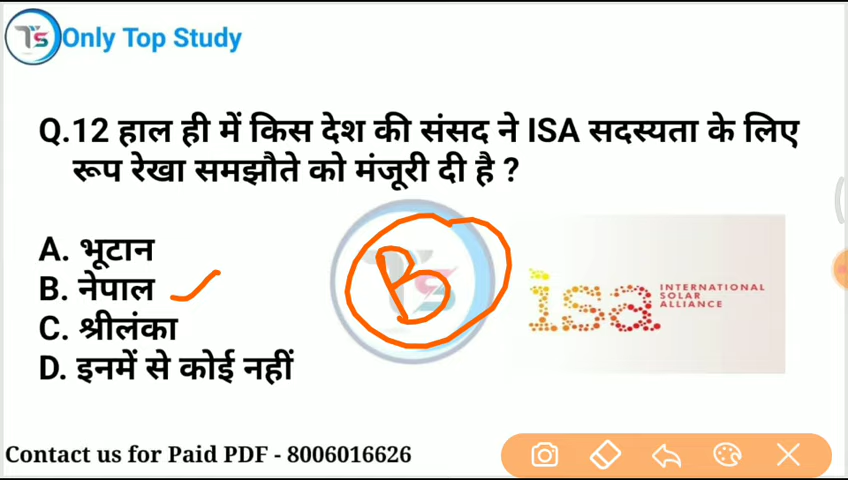 TS
Only Top Study
Q.12 हाल ही में किस देश की संसद ने ISA सदस्यता के लिए
रूप रेखा समझौते को मंजूरी दी है ?
A. भूटान
B. नेपाल
C. श्रीलंका
D. इनमें से कोई नहीं
B
isa
INTERNATIONAL
SOLAR
ALLIANCE
Contact us for Paid PDF - 8006016626